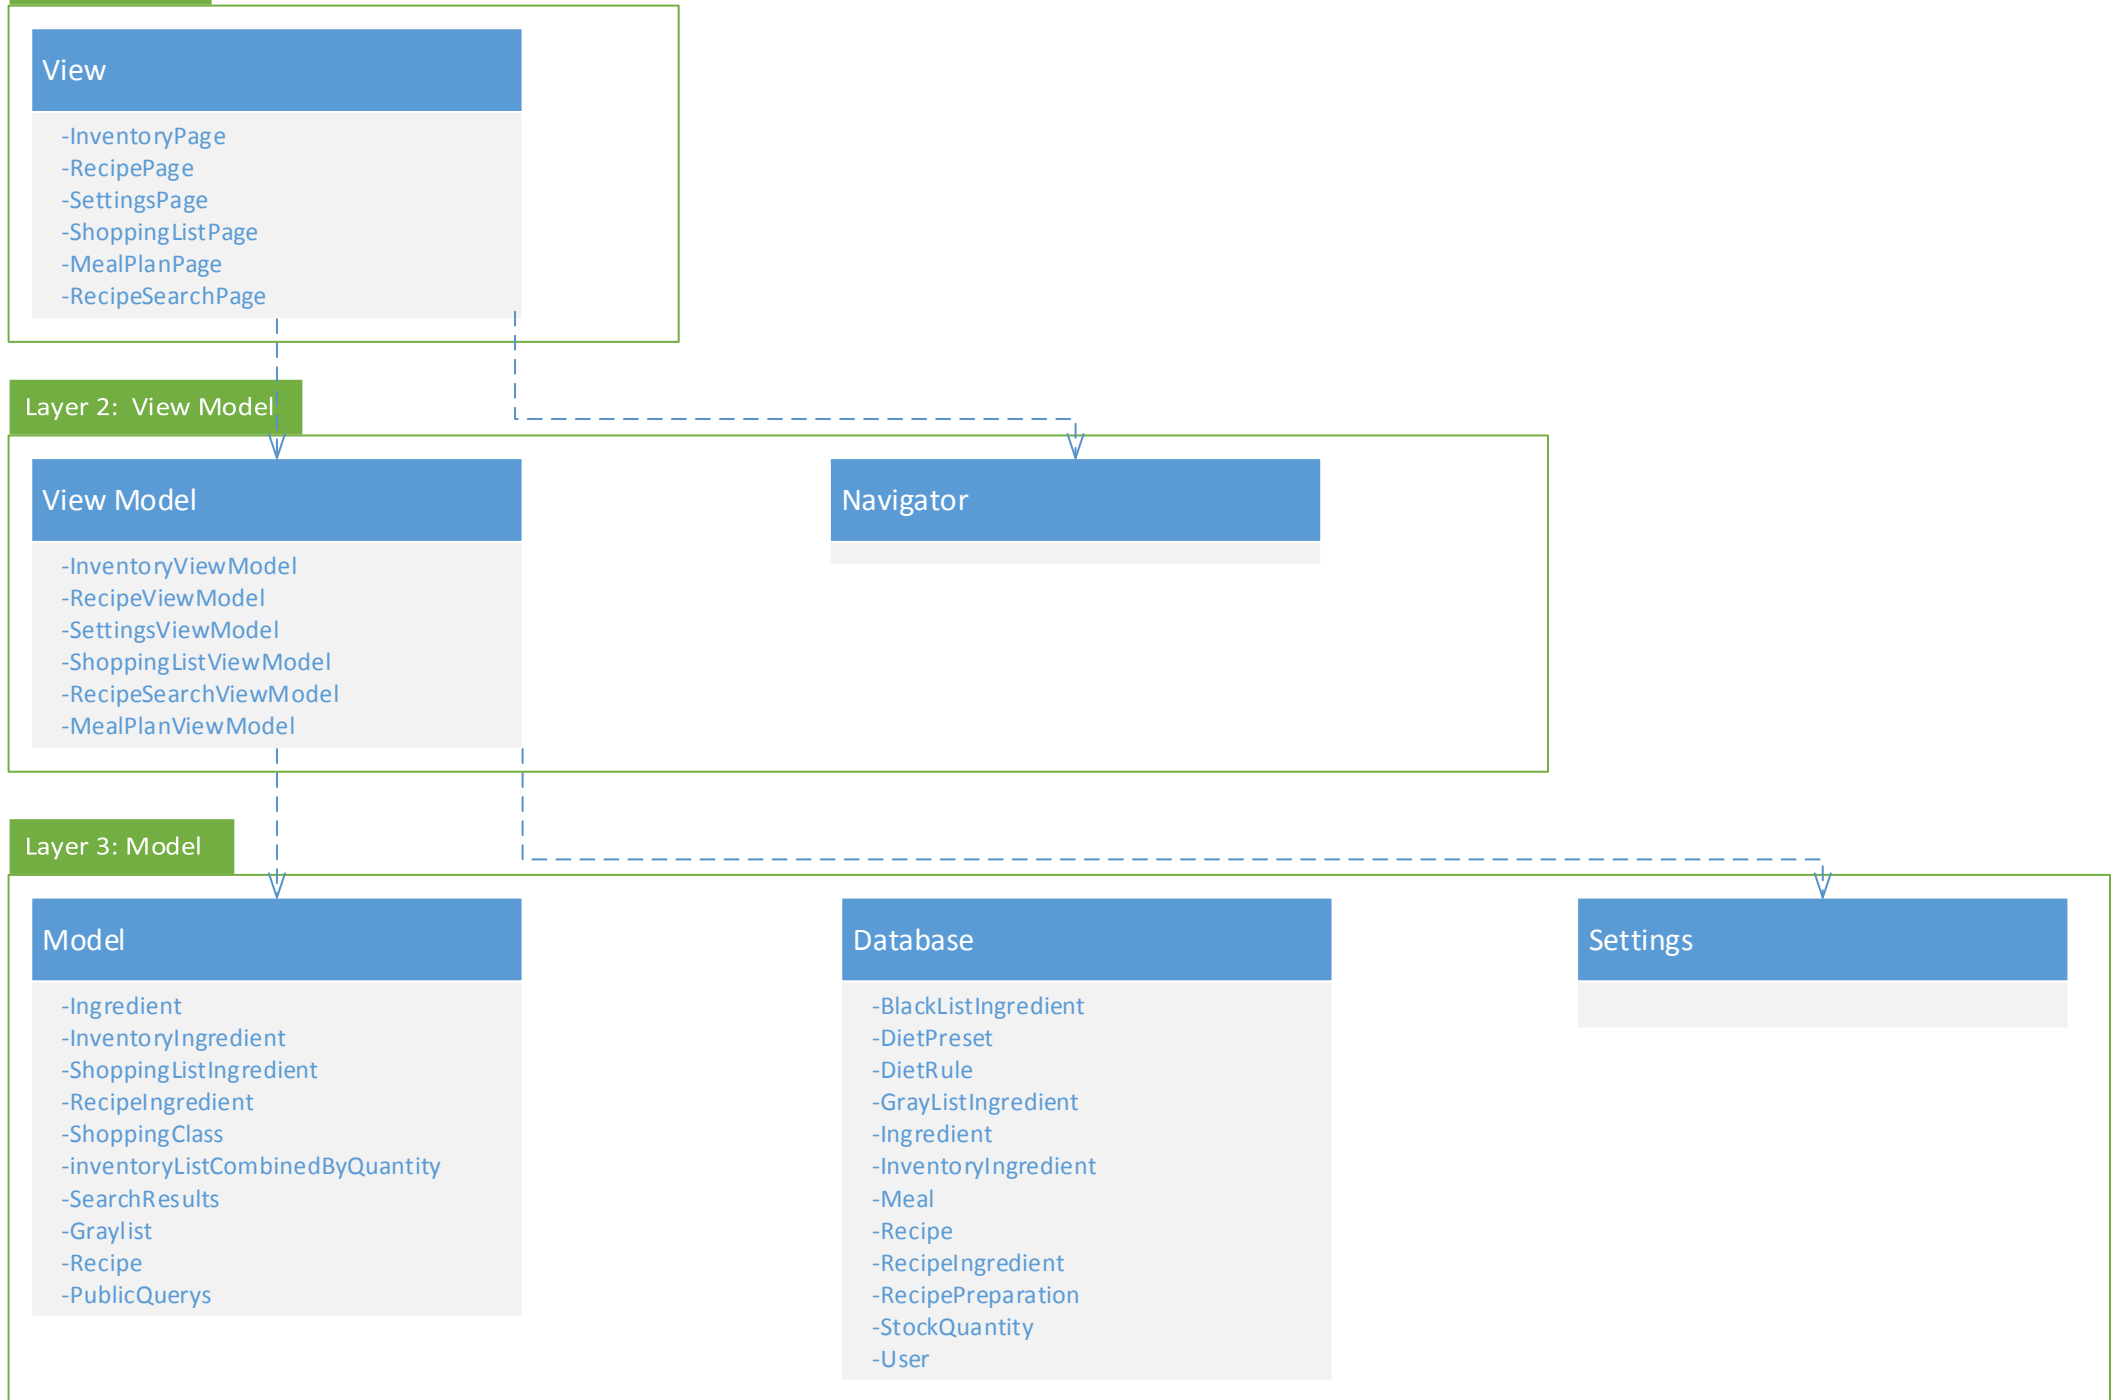 View
-InventoryPage
-RecipePage
-SettingsPage
-ShoppingListPage
-MealPlanPage
-RecipeSearchPage
Layer 2:  View Model
View Model
-InventoryViewModel
-RecipeViewModel
-SettingsViewModel
-ShoppingListViewModel
-RecipeSearchViewModel
-MealPlanViewModel
Navigator
Layer 3: Model
Model
-Ingredient
-InventoryIngredient
-ShoppingListIngredient
-RecipeIngredient
-ShoppingClass
-inventoryListCombinedByQuantity
-SearchResults
-Graylist
-Recipe
-PublicQuerys
Database
-BlackListIngredient
-DietPreset
-DietRule
-GrayListIngredient
-Ingredient
-InventoryIngredient
-Meal
-Recipe
-RecipeIngredient
-RecipePreparation
-StockQuantity
-User
Settings